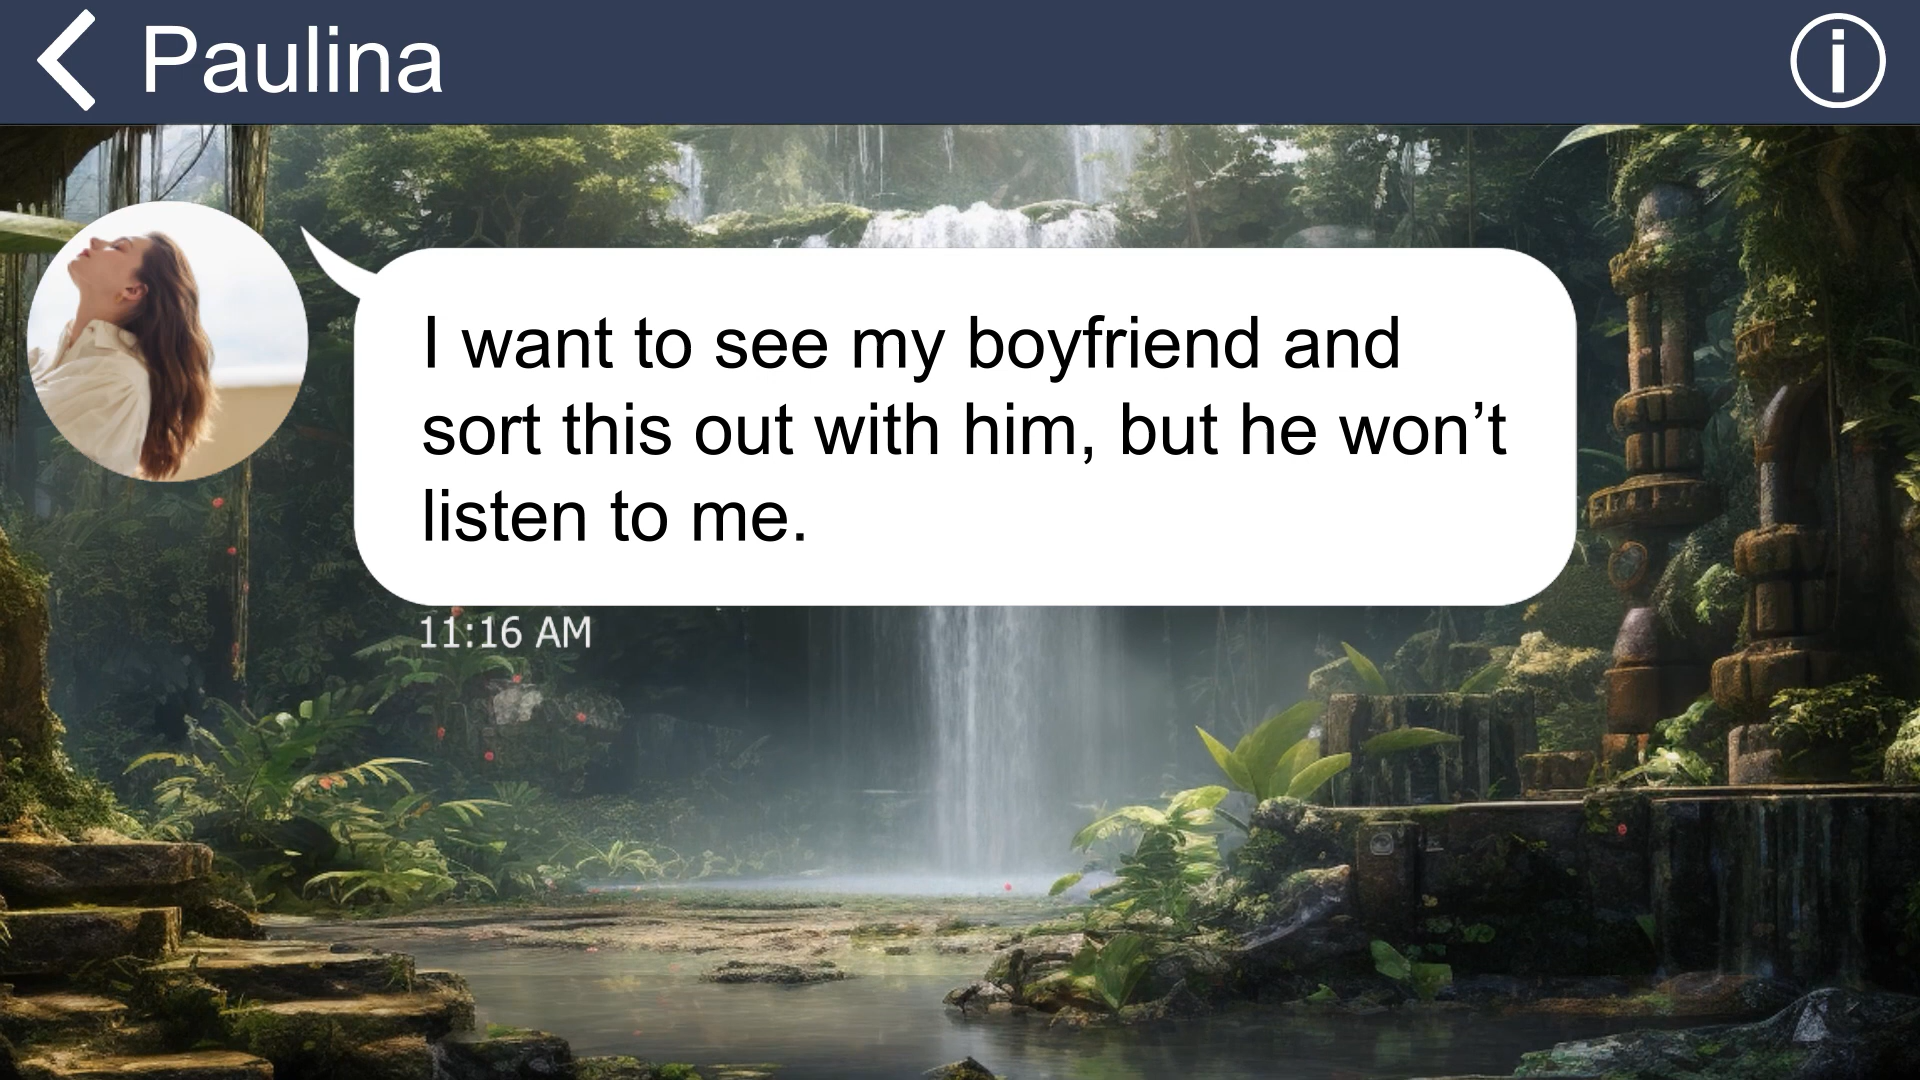 Paulina
I want to see my boyfriend and
sort this out with him, but he won’t
listen to me.
11:16 AM